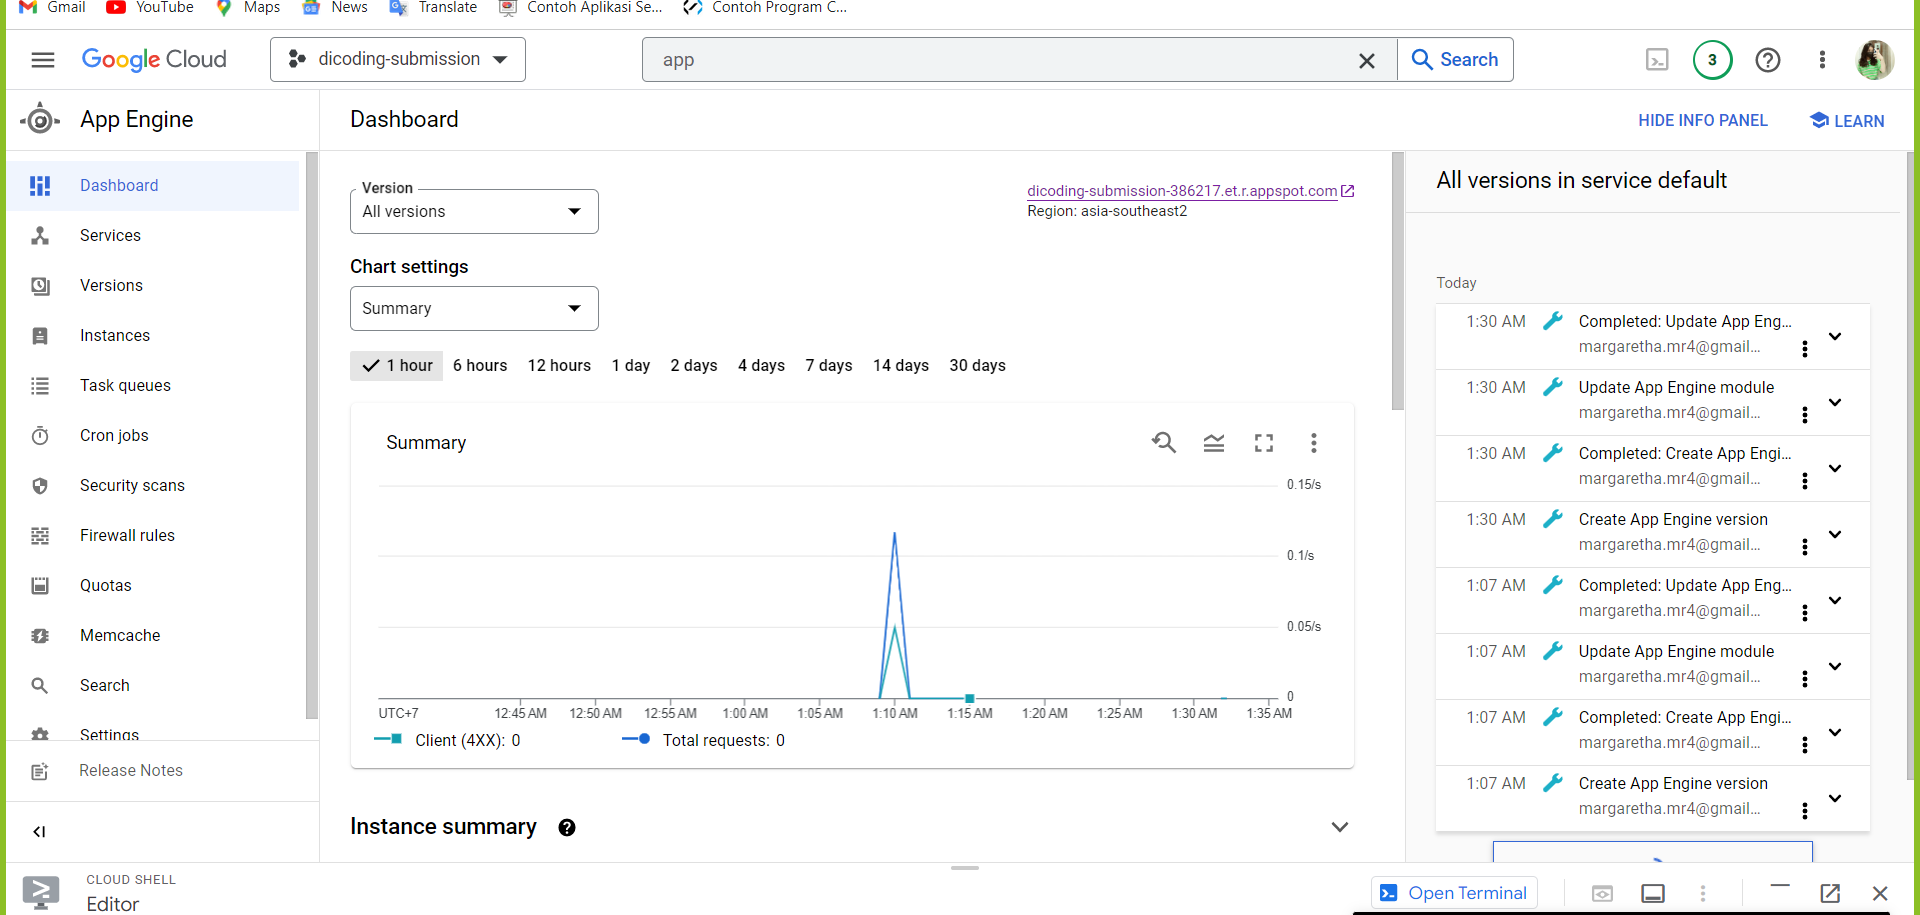 Gmail
YouTube
Maps
News
Translate
Contoh Aplikasi Se...
Contoh Program C...
Google Cloud
dicoding-submission
app
Search
3
App Engine
Dashboard
HIDE INFO PANEL
LEARN
Dashboard
Services
Versions
Instances
Task queues
Cron jobs
Security scans
Firewall rules
Quotas
Memcache
Search
Settings
Release Notes
Version
All versions
dicoding-submission-386217.et.r.appspot.com
Region: asia-southeast2
Chart settings
Summary
1 hour
6 hours
12 hours
1 day
2 days
4 days
7 days
14 days
30 days
Summary
0.15/s
0.1/s
0.05/s
0
UTC+7
12:45 AM
12:50 AM
12:55 AM
1:00 AM
1:05 AM
1:10 AM
1:15 AM
1:20 AM
1:25 AM
1:30 AM
1:35 AM
Client (4XX): 0
Total requests: 0
Instance summary
All versions in service default
Today
1:30 AM
Completed: Update App Eng...
margaretha.mr4@gmail...
1:30 AM
Update App Engine module
margaretha.mr4@gmail...
1:30 AM
Completed: Create App Engi...
margaretha.mr4@gmail...
1:30 AM
Create App Engine version
margaretha.mr4@gmail...
1:07 AM
Completed: Update App Eng...
margaretha.mr4@gmail...
1:07 AM
Update App Engine module
margaretha.mr4@gmail...
1:07 AM
Completed: Create App Engi...
margaretha.mr4@gmail...
1:07 AM
Create App Engine version
margaretha.mr4@gmail...
CLOUD SHELL
Editor
Open Terminal